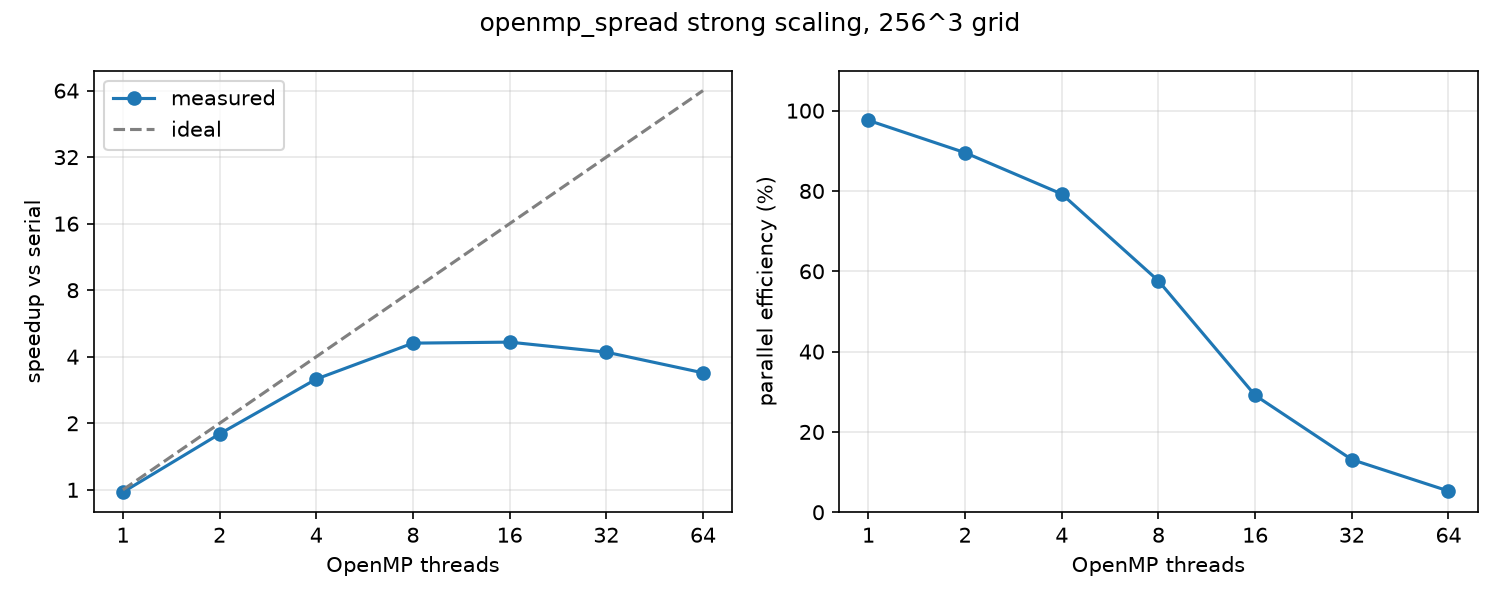 openmp_spread strong scaling, 256^3 grid
speedup vs serial
64
32
16
8
4
2
1
measured
ideal
1 2 4 8 16 32 64
OpenMP threads
parallel efficiency (%)
100
80
60
40
20
0
1 2 4 8 16 32 64
OpenMP threads